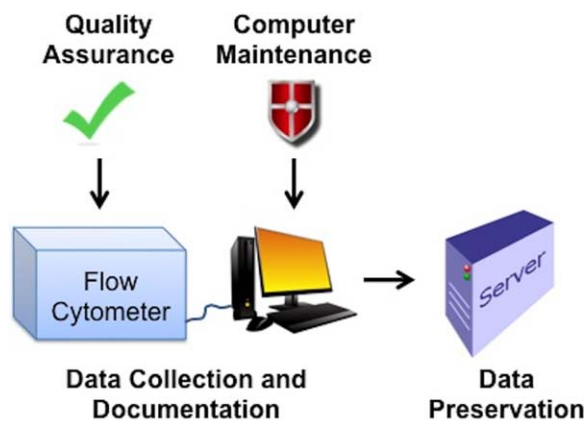 Quality
Assurance
Computer
Maintenance
Flow
Cytometer
Server
Data Collection and
Documentation
Data
Preservation